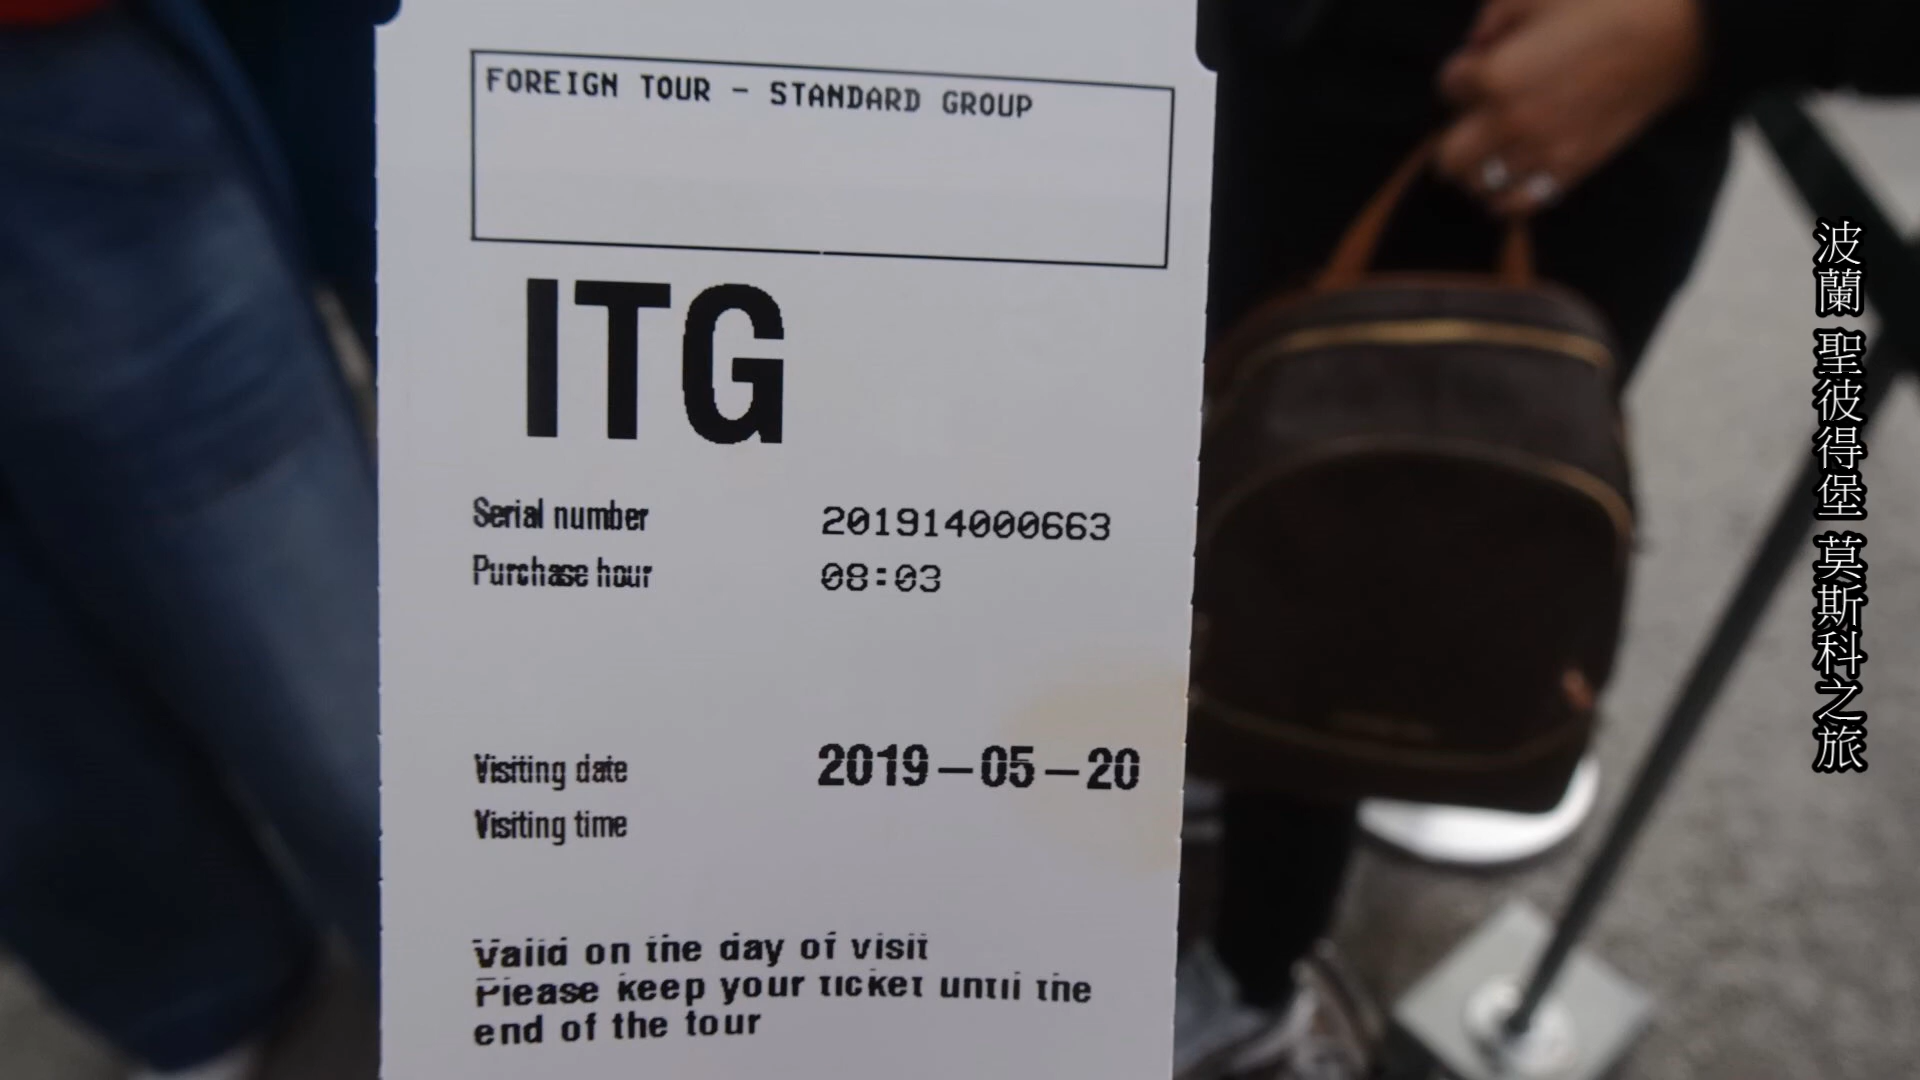 FOREIGN TOUR - STANDARD GROUP
ITG
Serial number 201914000663
Purchase hour 08:03
Visiting date 2019-05-20
Visiting time
Valid on the day of visit
Please keep your ticket until the
end of the tour
波蘭 聖彼得堡 莫斯科之旅